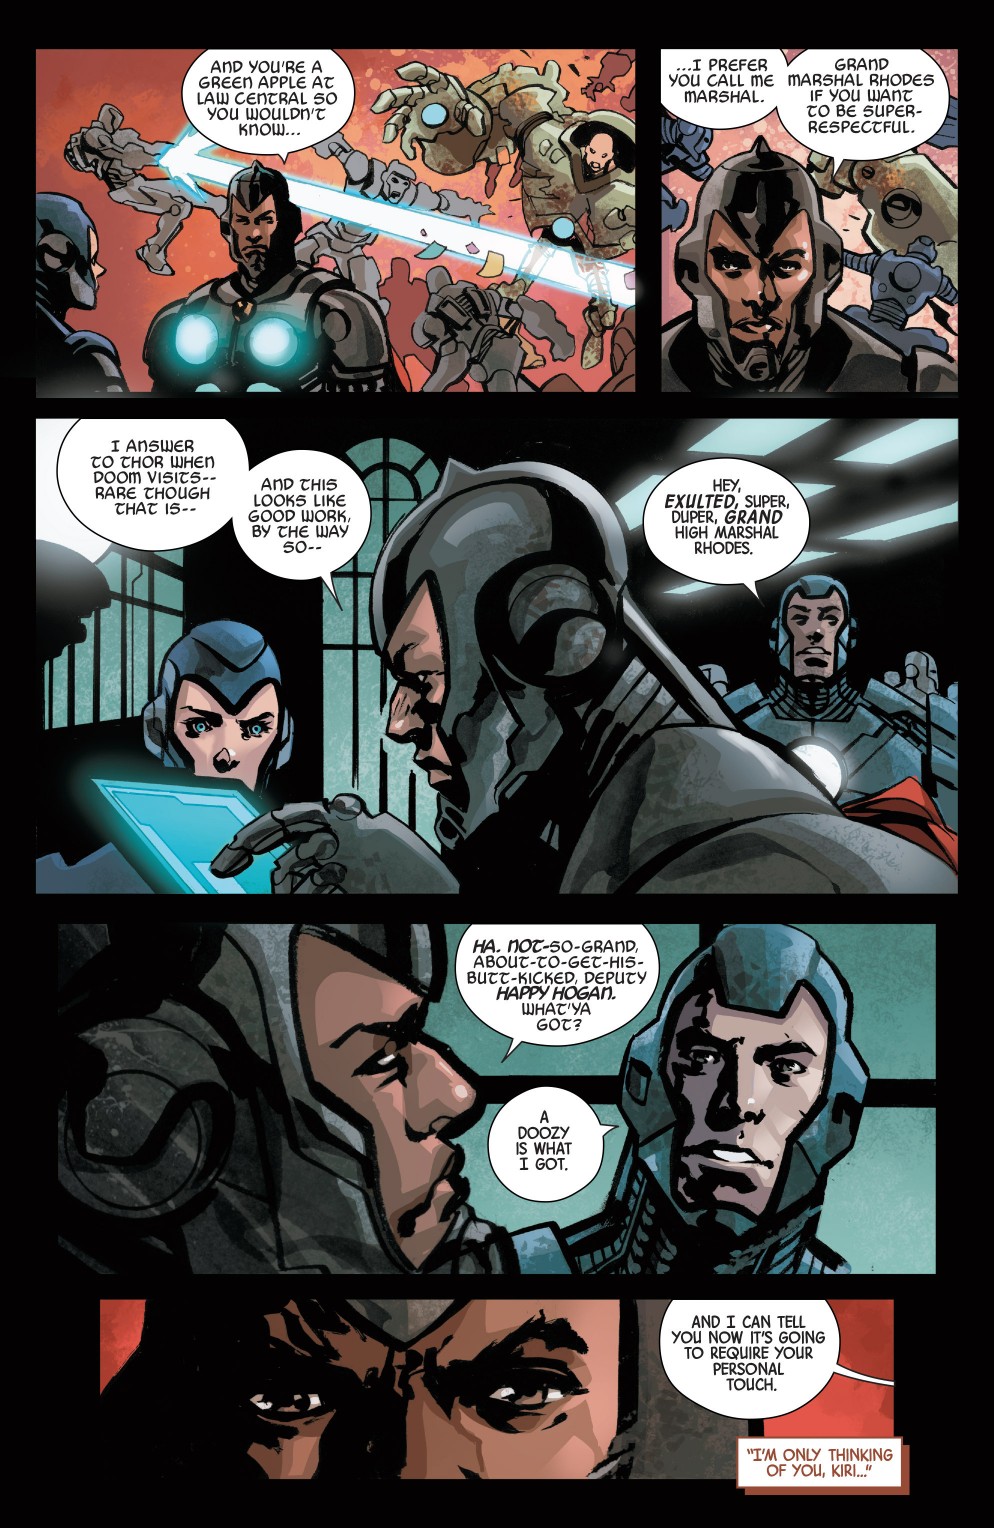 AND YOU'RE A
GREEN APPLE AT
LAW CENTRAL SO
YOU WOULDN'T
KNOW...
...I PREFER
YOU CALL ME
MARSHAL.
GRAND
MARSHAL RHODES
IF YOU WANT
TO BE SUPER-
RESPECTFUL.
I ANSWER
TO THOR WHEN
DOOM VISITS--
RARE THOUGH
THAT IS--
AND THIS
LOOKS LIKE
GOOD WORK,
BY THE WAY
SO--
HEY,
EXULTED, SUPER,
DUPER, GRAND
HIGH MARSHAL
RHODES.
HA. NOT-SO-GRAND,
ABOUT-TO-GET-HIS-
BUTT-KICKED, DEPUTY
HAPPY HOGAN.
WHAT'YA
GOT?
A
DOOZY
IS WHAT
I GOT.
AND I CAN TELL
YOU NOW IT'S GOING
TO REQUIRE YOUR
PERSONAL
TOUCH.
"I'M ONLY THINKING
OF YOU, KIRI..."